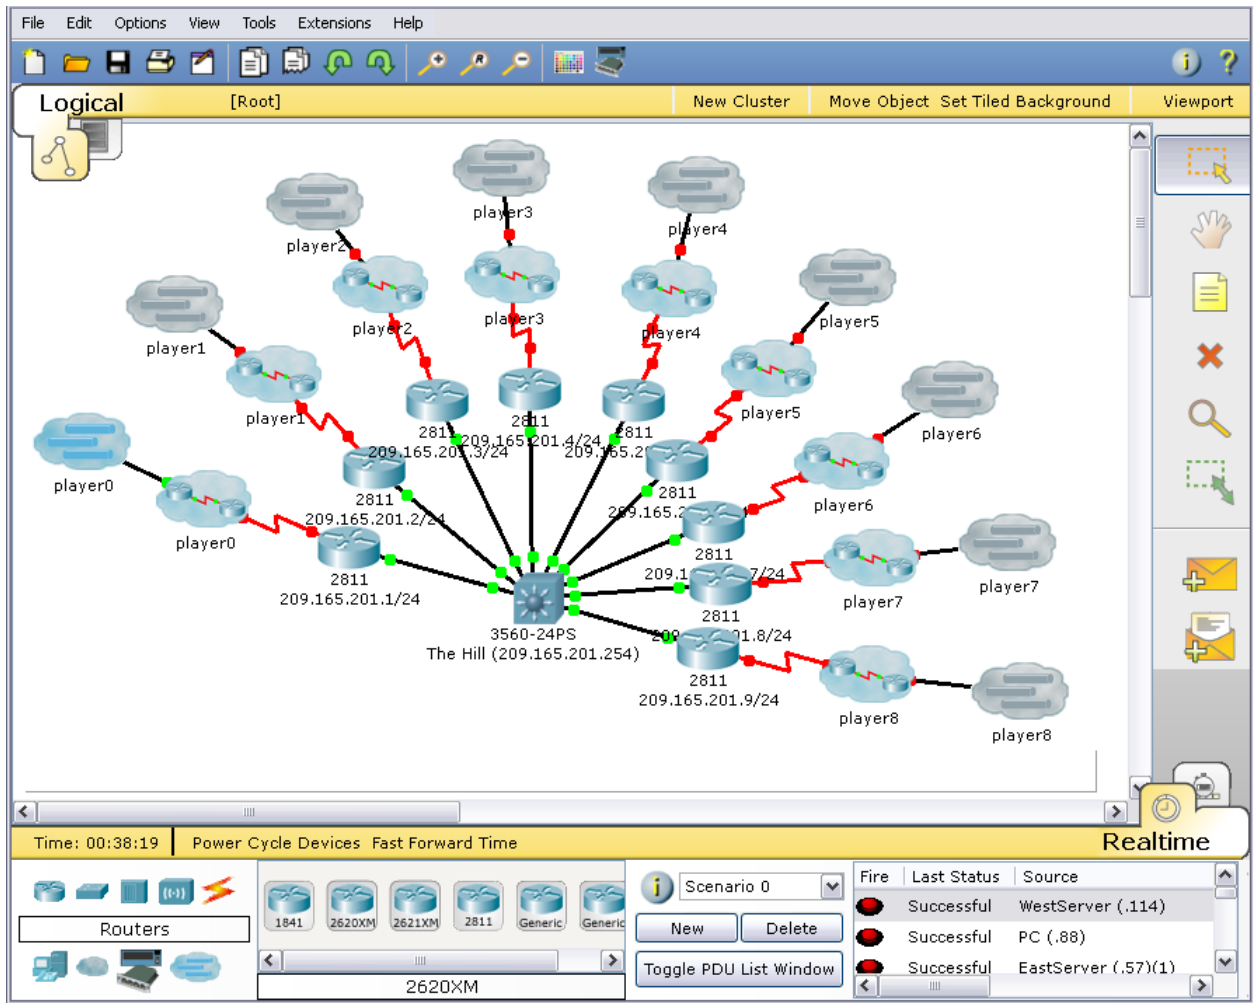 File Edit Options View Tools Extensions Help
Logical [Root] New Cluster Move Object Set Tiled Background Viewport
player3
player4
player2
player5
player1
player3
player2
player4
player6
player5
player0
player1
2811
2811
2811
209.165.201.3/24
209.165.201.4/24
2811
209.165.201.2/24
2811
player6
player0
2811
2811
player7
player7
209.165.201.1/24
2811
209.165.201.8/24
3560-24PS
The Hill (209.165.201.254)
2811
209.165.201.9/24
player8
player8
Time: 00:38:19 Power Cycle Devices Fast Forward Time Realtime
Routers
1841 2620XM 2621XM 2811 Generic Generic
2620XM
i Scenario 0
New Delete
Toggle PDU List Window
Fire Last Status Source
Successful WestServer (.114)
Successful PC (.88)
Successful EastServer (.57)(1)